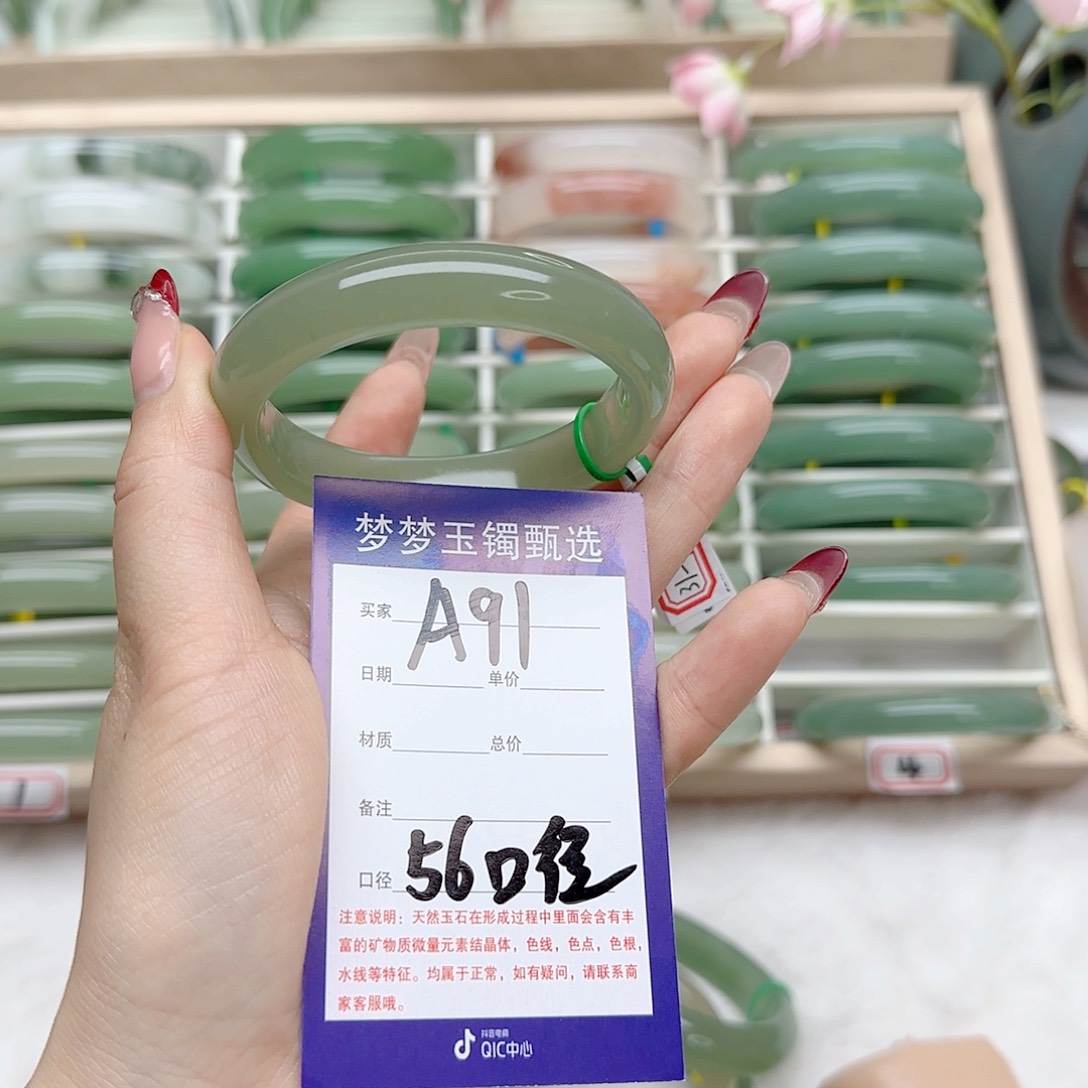 梦梦玉镯甄选
买家 A91
日期 单价
材质 总价
备注
口径 56口径
注意说明：天然玉石在形成过程中里面会含有丰
富的矿物质微量元素结晶体，色线，色点，色根，
水线等特征。均属于正常，如有疑问，请联系商
家客服哦。
抖音电商
QIC中心
1